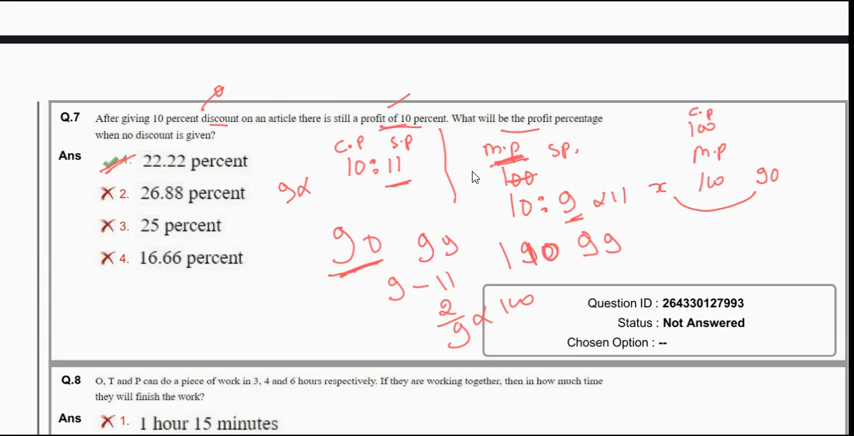 Q.7 After giving 10 percent discount on an article there is still a profit of 10 percent. What will be the profit percentage
when no discount is given?
Ans 1. 22.22 percent
2. 26.88 percent
3. 25 percent
4. 16.66 percent
C.P S.P
10:11
9x
m.p SP.
100
10:9 x11
C.P
100
m.p
x 100 90
90 99 110 99
9-11
2/9 x 100
Question ID : 264330127993
Status : Not Answered
Chosen Option : --
Q.8 O, T and P can do a piece of work in 3, 4 and 6 hours respectively. If they are working together, then in how much time
they will finish the work?
Ans 1. 1 hour 15 minutes